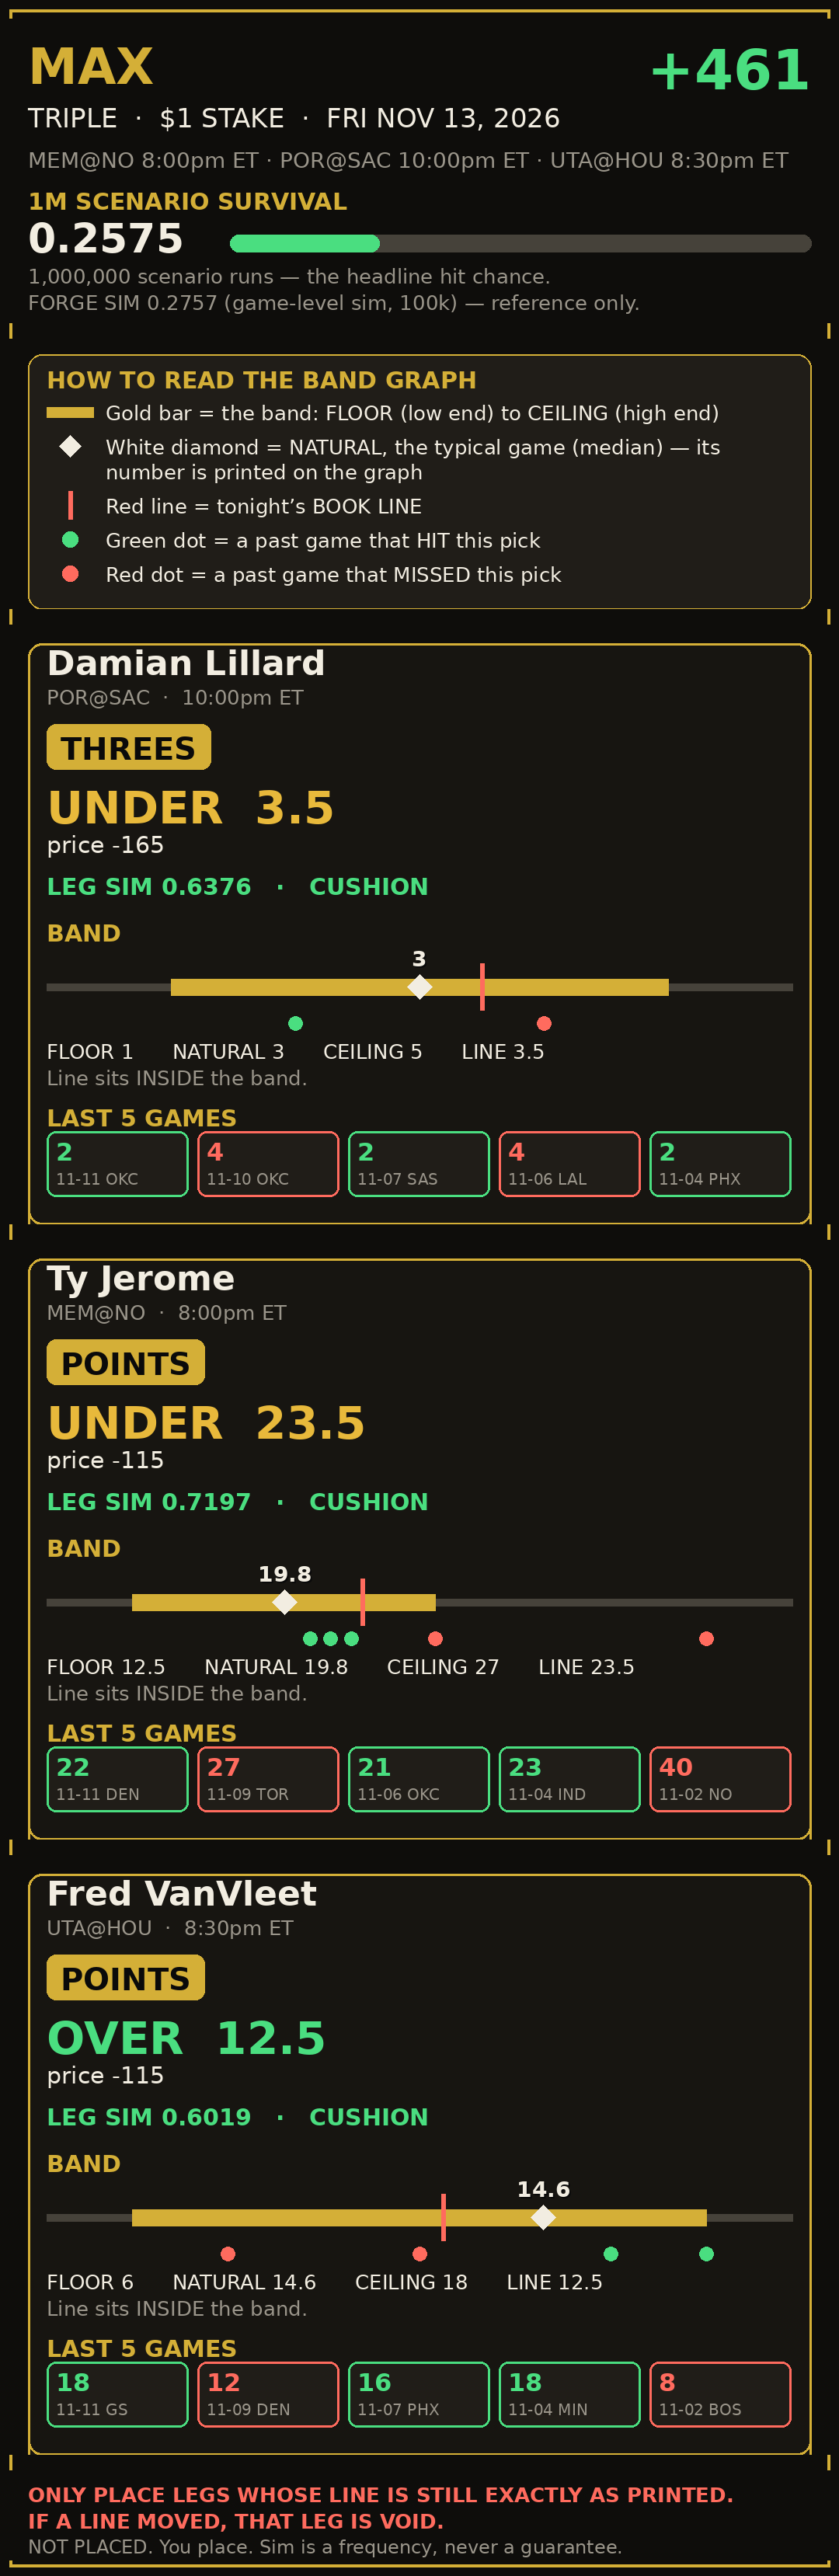 MAX
+461
TRIPLE · $1 STAKE · FRI NOV 13, 2026
MEM@NO 8:00pm ET · POR@SAC 10:00pm ET · UTA@HOU 8:30pm ET
1M SCENARIO SURVIVAL
0.2575
1,000,000 scenario runs — the headline hit chance.
FORGE SIM 0.2757 (game-level sim, 100k) — reference only.
HOW TO READ THE BAND GRAPH
Gold bar = the band: FLOOR (low end) to CEILING (high end)
White diamond = NATURAL, the typical game (median) — its
number is printed on the graph
Red line = tonight’s BOOK LINE
Green dot = a past game that HIT this pick
Red dot = a past game that MISSED this pick
Damian Lillard
POR@SAC · 10:00pm ET
THREES
UNDER 3.5
price -165
LEG SIM 0.6376 · CUSHION
BAND
3
FLOOR 1 NATURAL 3 CEILING 5 LINE 3.5
Line sits INSIDE the band.
LAST 5 GAMES
2 4 2 4 2
11-11 OKC 11-10 OKC 11-07 SAS 11-06 LAL 11-04 PHX
Ty Jerome
MEM@NO · 8:00pm ET
POINTS
UNDER 23.5
price -115
LEG SIM 0.7197 · CUSHION
BAND
19.8
FLOOR 12.5 NATURAL 19.8 CEILING 27 LINE 23.5
Line sits INSIDE the band.
LAST 5 GAMES
22 27 21 23 40
11-11 DEN 11-09 TOR 11-06 OKC 11-04 IND 11-02 NO
Fred VanVleet
UTA@HOU · 8:30pm ET
POINTS
OVER 12.5
price -115
LEG SIM 0.6019 · CUSHION
BAND
14.6
FLOOR 6 NATURAL 14.6 CEILING 18 LINE 12.5
Line sits INSIDE the band.
LAST 5 GAMES
18 12 16 18 8
11-11 GS 11-09 DEN 11-07 PHX 11-04 MIN 11-02 BOS
ONLY PLACE LEGS WHOSE LINE IS STILL EXACTLY AS PRINTED.
IF A LINE MOVED, THAT LEG IS VOID.
NOT PLACED. You place. Sim is a frequency, never a guarantee.